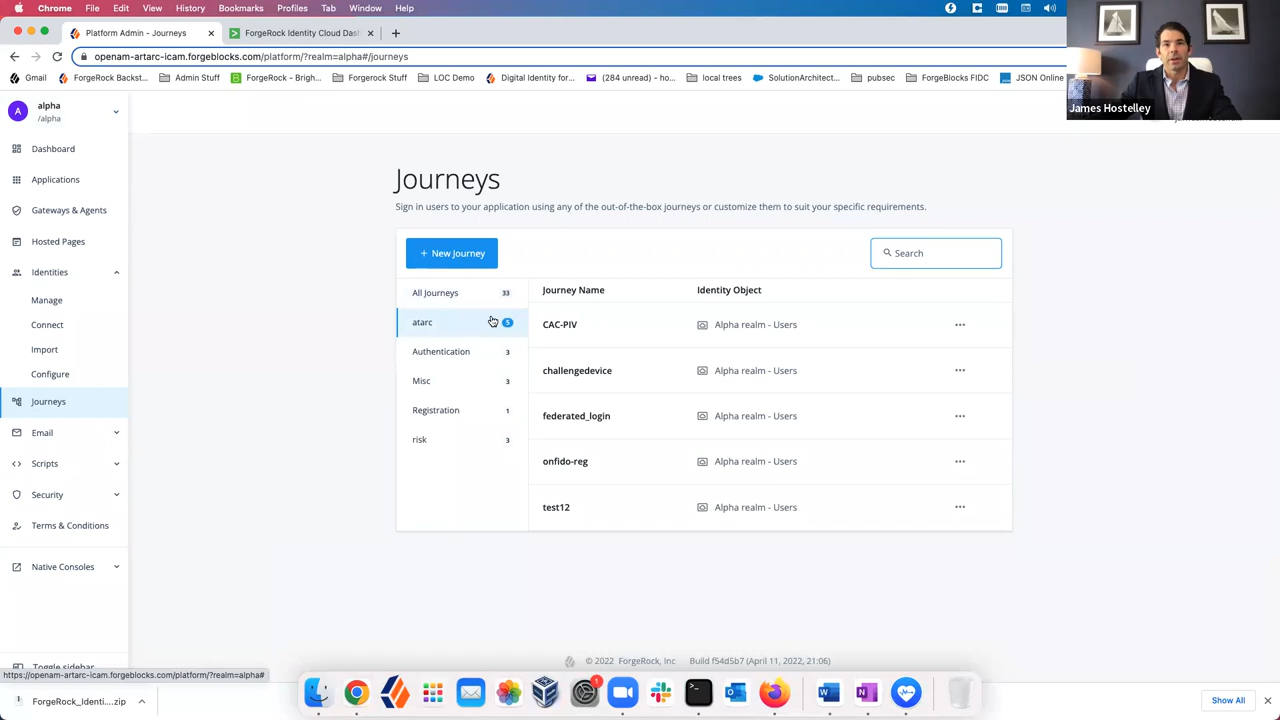 Chrome File Edit View History Bookmarks Profiles Tab Window Help
Platform Admin - Journeys
ForgeRock Identity Cloud Das
openam-artarc-icam.forgeblocks.com/platform/?realm=alpha#/journeys
Gmail
ForgeRock Backst...
Admin Stuff
ForgeRock - Brigh...
Forgerock Stuff
LOC Demo
Digital Identity for...
(284 unread) - ho...
local trees
SolutionArchitect...
pubsec
ForgeBlocks FIDC
JSON Online
James Hostelley
A
alpha
/alpha
Dashboard
Applications
Gateways & Agents
Hosted Pages
Identities
Manage
Connect
Import
Configure
Journeys
Email
Scripts
Security
Terms & Conditions
Native Consoles
Toggle sidebar
Journeys
Sign in users to your application using any of the out-of-the-box journeys or customize them to suit your specific requirements.
+ New Journey
Search
All Journeys 33
atarc 5
Authentication 3
Misc 3
Registration 1
risk 3
Journey Name Identity Object
CAC-PIV Alpha realm - Users
challengedevice Alpha realm - Users
federated_login Alpha realm - Users
onfido-reg Alpha realm - Users
test12 Alpha realm - Users
© 2022 ForgeRock, Inc Build f54d5b7 (April 11, 2022, 21:06)
https://openam-artarc-icam.forgeblocks.com/platform/?realm=alpha#
ForgeRock_Identi....zip
1
Show All